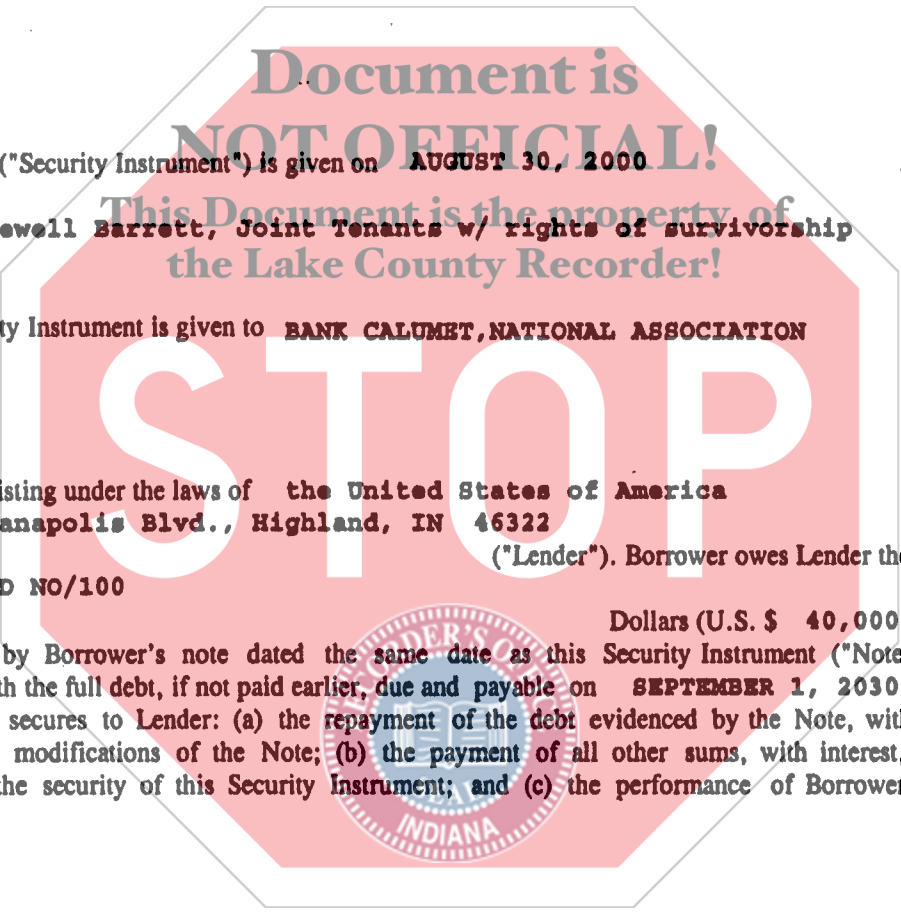 Document is
NOT OFFICIAL!
("Security Instrument") is given on AUGUST 30, 2000
This Document is the property of
ewell Barrett, Joint Tenants w/ rights of survivorship
the Lake County Recorder!
ty Instrument is given to BANK CALUMET,NATIONAL ASSOCIATION
STOP
isting under the laws of the United States of America
anapolis Blvd., Highland, IN 46322
("Lender"). Borrower owes Lender the
D NO/100
Dollars (U.S. $ 40,000
by Borrower's note dated the same date as this Security Instrument ("Note
th the full debt, if not paid earlier, due and payable on SEPTEMBER 1, 2030
secures to Lender: (a) the repayment of the debt evidenced by the Note, with
modifications of the Note; (b) the payment of all other sums, with interest,
the security of this Security Instrument; and (c) the performance of Borrower
SEAL
INDIANA